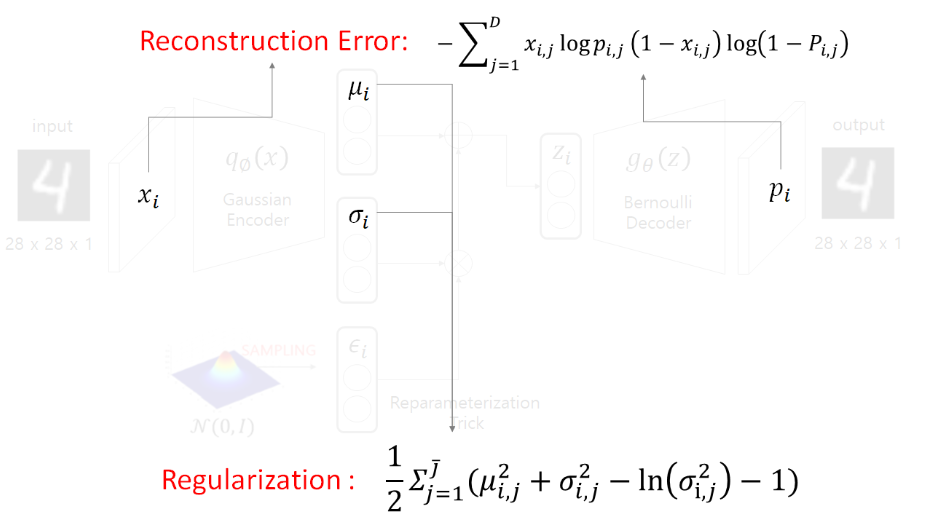 Reconstruction Error: −∑_{j=1}^{D} x_{i,j} log p_{i,j} (1 − x_{i,j}) log(1 − P_{i,j})
μ_i
input
output
q_ø(x)
z_i
g_θ(z)
x_i
Gaussian
Encoder
σ_i
Bernoulli
Decoder
p_i
28 x 28 x 1
28 x 28 x 1
SAMPLING
ϵ_i
𝒩(0, I)
Reparameterization
Trick
Regularization : 1/2 Σ_{j=1}^{J̄} (μ²_{i,j} + σ²_{i,j} − ln(σ²_{i,j}) − 1)